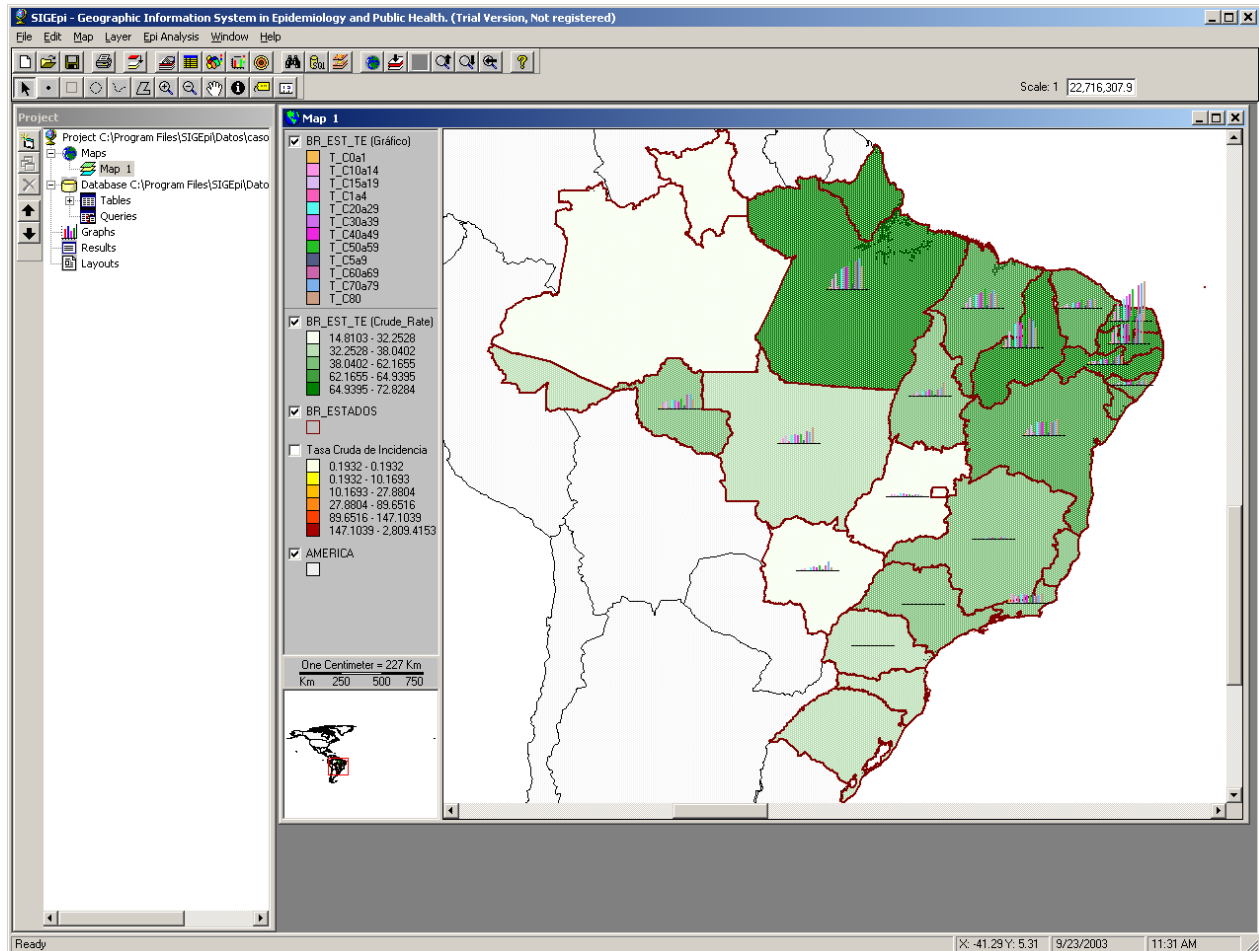 SIGEpi - Geographic Information System in Epidemiology and Public Health. (Trial Version, Not registered)
File Edit Map Layer Epi Analysis Window Help
SQL
Scale: 1 22,716,307.9
Project
Project C:\Program Files\SIGEpi\Datos\caso
Maps
Map 1
Database C:\Program Files\SIGEpi\Dato
Tables
Queries
Graphs
Results
Layouts
Map 1
BR_EST_TE (Gráfico)
T_C0a1
T_C10a14
T_C15a19
T_C1a4
T_C20a29
T_C30a39
T_C40a49
T_C50a59
T_C5a9
T_C60a69
T_C70a79
T_C80
BR_EST_TE (Crude_Rate)
14.8103 - 32.2528
32.2528 - 38.0402
38.0402 - 62.1655
62.1655 - 64.9395
64.9395 - 72.8284
BR_ESTADOS
Tasa Cruda de Incidencia
0.1932 - 0.1932
0.1932 - 10.1693
10.1693 - 27.8804
27.8804 - 89.6516
89.6516 - 147.1039
147.1039 - 2,809.4153
AMERICA
One Centimeter = 227 Km
Km 250 500 750
Ready
X: -41.29 Y: 5.31 9/23/2003 11:31 AM